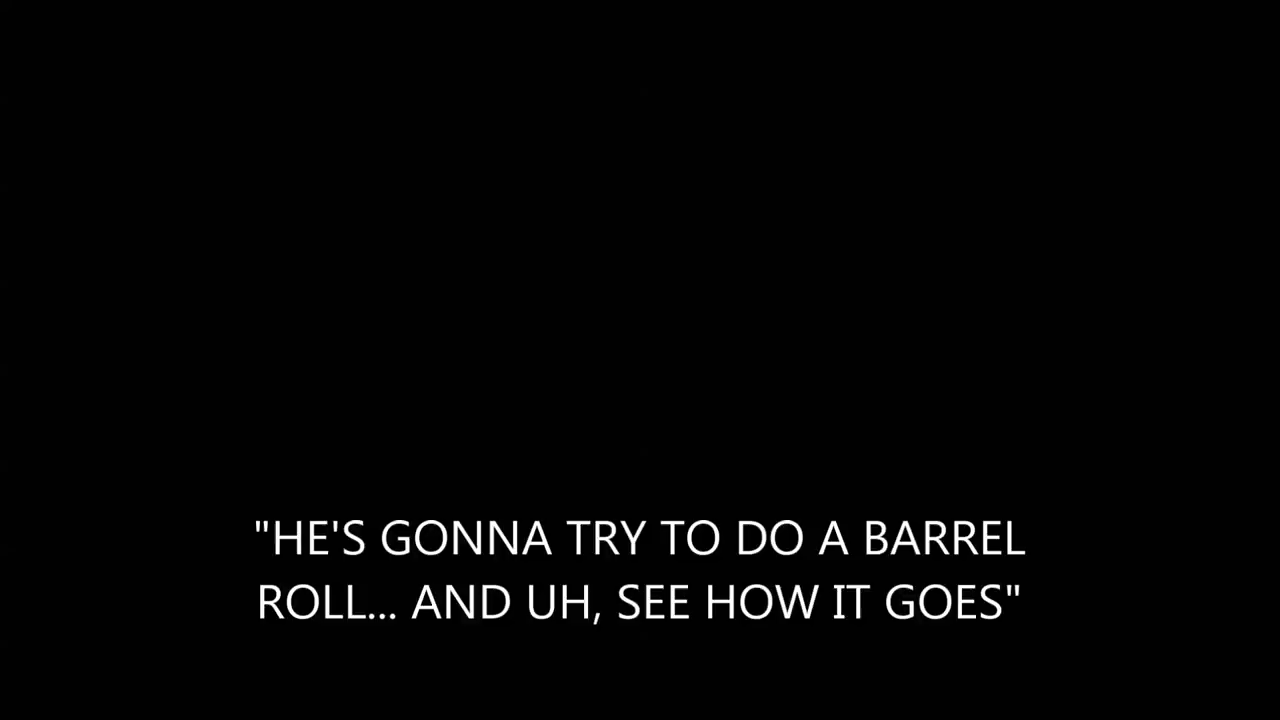 "HE'S GONNA TRY TO DO A BARREL
ROLL... AND UH, SEE HOW IT GOES"